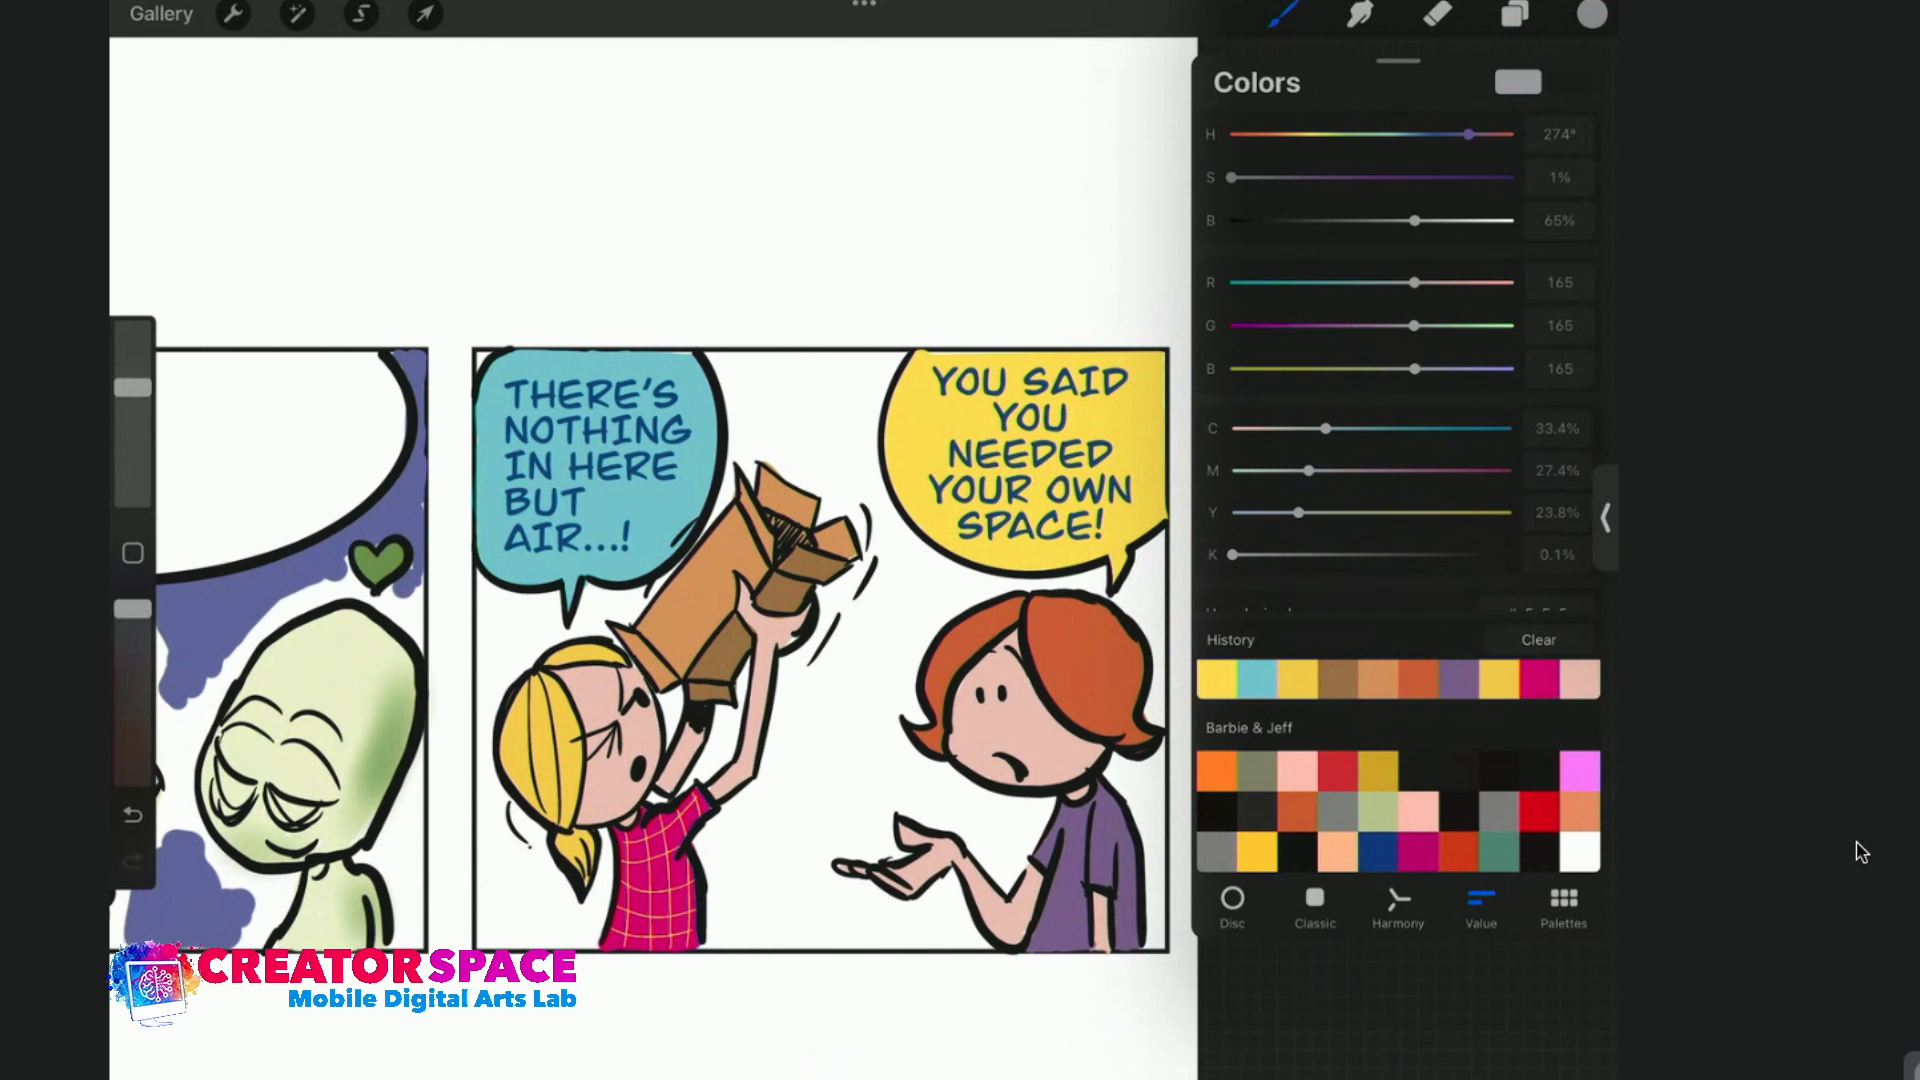 Gallery
Colors
H 274°
S 1%
B 65%
R 165
G 165
B 165
C 33.4%
M 27.4%
Y 23.8%
K 0.1%
History Clear
Barbie & Jeff
Disc Classic Harmony Value Palettes
THERE'S
NOTHING
IN HERE
BUT
AIR...!
YOU SAID
YOU
NEEDED
YOUR OWN
SPACE!
CREATORSPACE
Mobile Digital Arts Lab